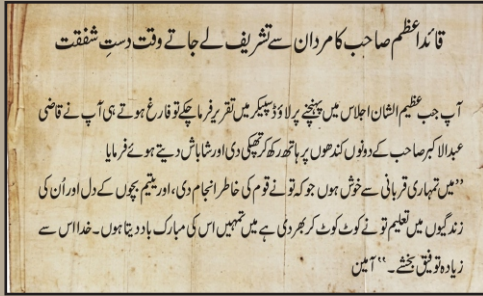 قائداعظم صاحب کا مردان سے تشریف لے جاتے وقت دستِ شفقت
آپ جب عظیم الشان اجلاس میں پہنچنے پر لاؤڈ سپیکر میں تقریر فرما چکے تو فارغ ہوتے ہی آپ نے قاضی
عبدالاکبر صاحب کے دونوں کندھوں پر ہاتھ رکھ کر تھپکی دی اور شاباش دیتے ہوئے فرمایا
”میں تمہاری قربانی سے خوش ہوں جو کہ تو نے قوم کی خاطر انجام دی، اور یتیم بچوں کے دل اور اُن کی
زندگیوں میں تعلیم تو نے کوٹ کوٹ کر بھر دی ہے میں تمہیں اس کی مبارک باد دیتا ہوں۔ خدا اس سے
زیادہ توفیق بخشے۔“ آمین